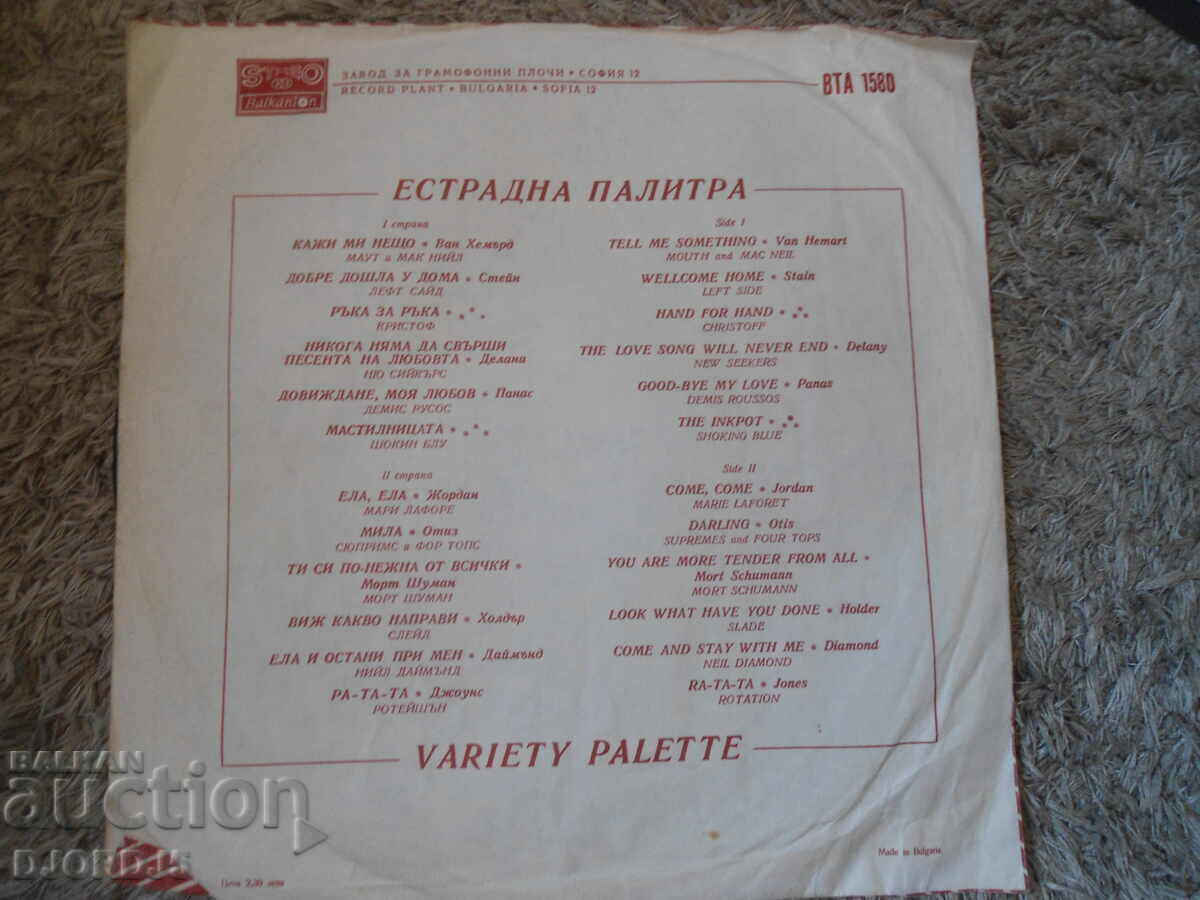 STEREO
Balkanton
ЗАВОД ЗА ГРАМОФОННИ ПЛОЧИ • СОФИЯ 12
RECORD PLANT • BULGARIA • SOFIA 12
ВТА 1580
ЕСТРАДНА ПАЛИТРА
I страна
КАЖИ МИ НЕЩО • Ван Хемърд
МАУТ и МАК НИЙЛ
ДОБРЕ ДОШЛА У ДОМА • Стейн
ЛЕФТ САЙД
РЪКА ЗА РЪКА • * * *
КРИСТОФ
НИКОГА НЯМА ДА СВЪРШИ
ПЕСЕНТА НА ЛЮБОВТА • Делани
НЮ СИЙКЪРС
ДОВИЖДАНЕ, МОЯ ЛЮБОВ • Панас
ДЕМИС РУСОС
МАСТИЛНИЦАТА • * * *
ШОКИН БЛУ
II страна
ЕЛА, ЕЛА • Жордан
МАРИ ЛАФОРЕ
МИЛА • Отиз
СЮПРИМС и ФОР ТОПС
ТИ СИ ПО-НЕЖНА ОТ ВСИЧКИ •
Морт Шуман
МОРТ ШУМАН
ВИЖ КАКВО НАПРАВИ • Холдър
СЛЕЙД
ЕЛА И ОСТАНИ ПРИ МЕН • Даймънд
НИЙЛ ДАЙМЪНД
РА-ТА-ТА • Джоунс
РОТЕЙШЪН
Side I
TELL ME SOMETHING • Van Hemart
MOUTH and MAC NEIL
WELLCOME HOME • Stain
LEFT SIDE
HAND FOR HAND • * * *
CHRISTOFF
THE LOVE SONG WILL NEVER END • Delany
NEW SEEKERS
GOOD-BYE MY LOVE • Panas
DEMIS ROUSSOS
THE INKPOT • * * *
SHOKING BLUE
Side II
COME, COME • Jordan
MARIE LAFORET
DARLING • Otis
SUPREMES and FOUR TOPS
YOU ARE MORE TENDER FROM ALL •
Mort Schumann
MORT SCHUMANN
LOOK WHAT HAVE YOU DONE • Holder
SLADE
COME AND STAY WITH ME • Diamond
NEIL DIAMOND
RA-TA-TA • Jones
ROTATION
VARIETY PALETTE
Made in Bulgaria
Цена 2,30 лева
BALKAN
auction
DJORDJ5